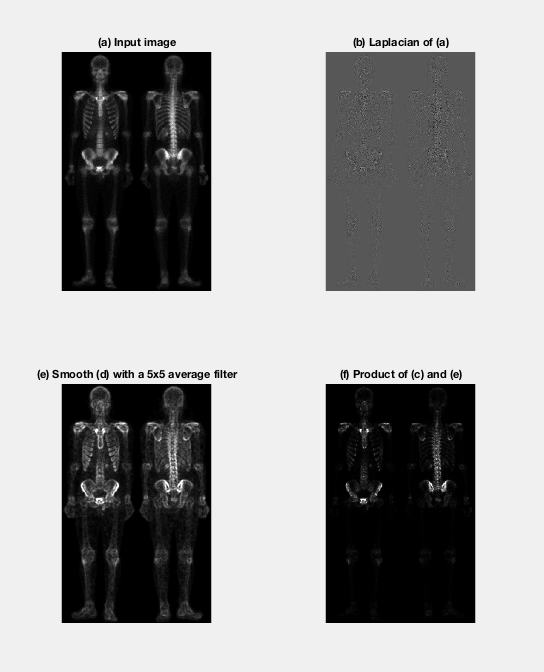 (a) Input image
(b) Laplacian of (a)
(e) Smooth (d) with a 5x5 average filter
(f) Product of (c) and (e)